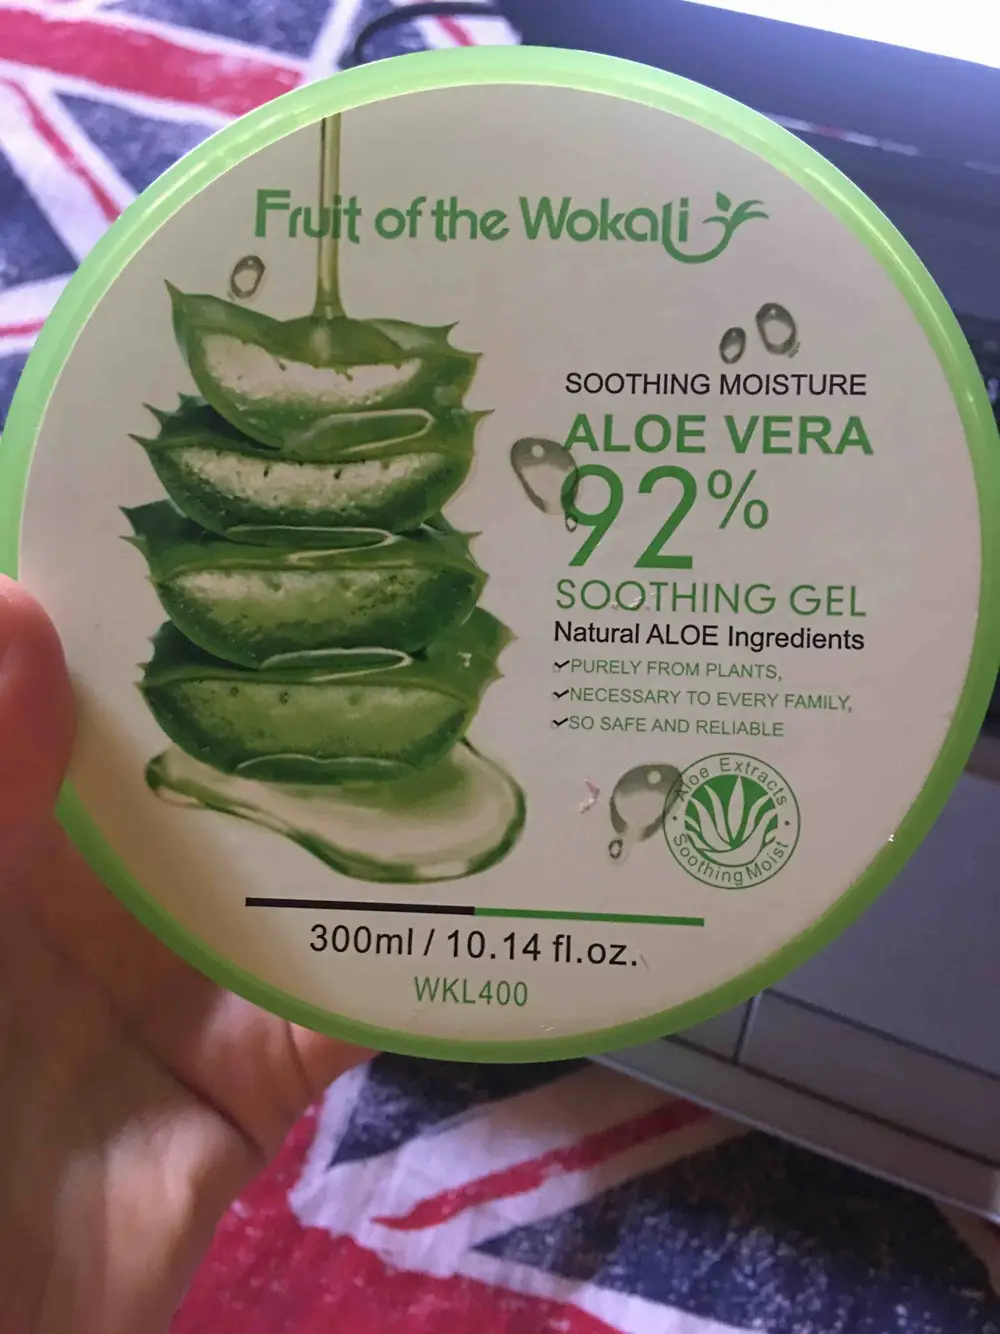 Fruit of the Wokali
SOOTHING MOISTURE
ALOE VERA
92%
SOOTHING GEL
Natural ALOE Ingredients
PURELY FROM PLANTS,
NECESSARY TO EVERY FAMILY,
SO SAFE AND RELIABLE
Aloe Extracts
Soothing Moist
300ml / 10.14 fl.oz.
WKL400